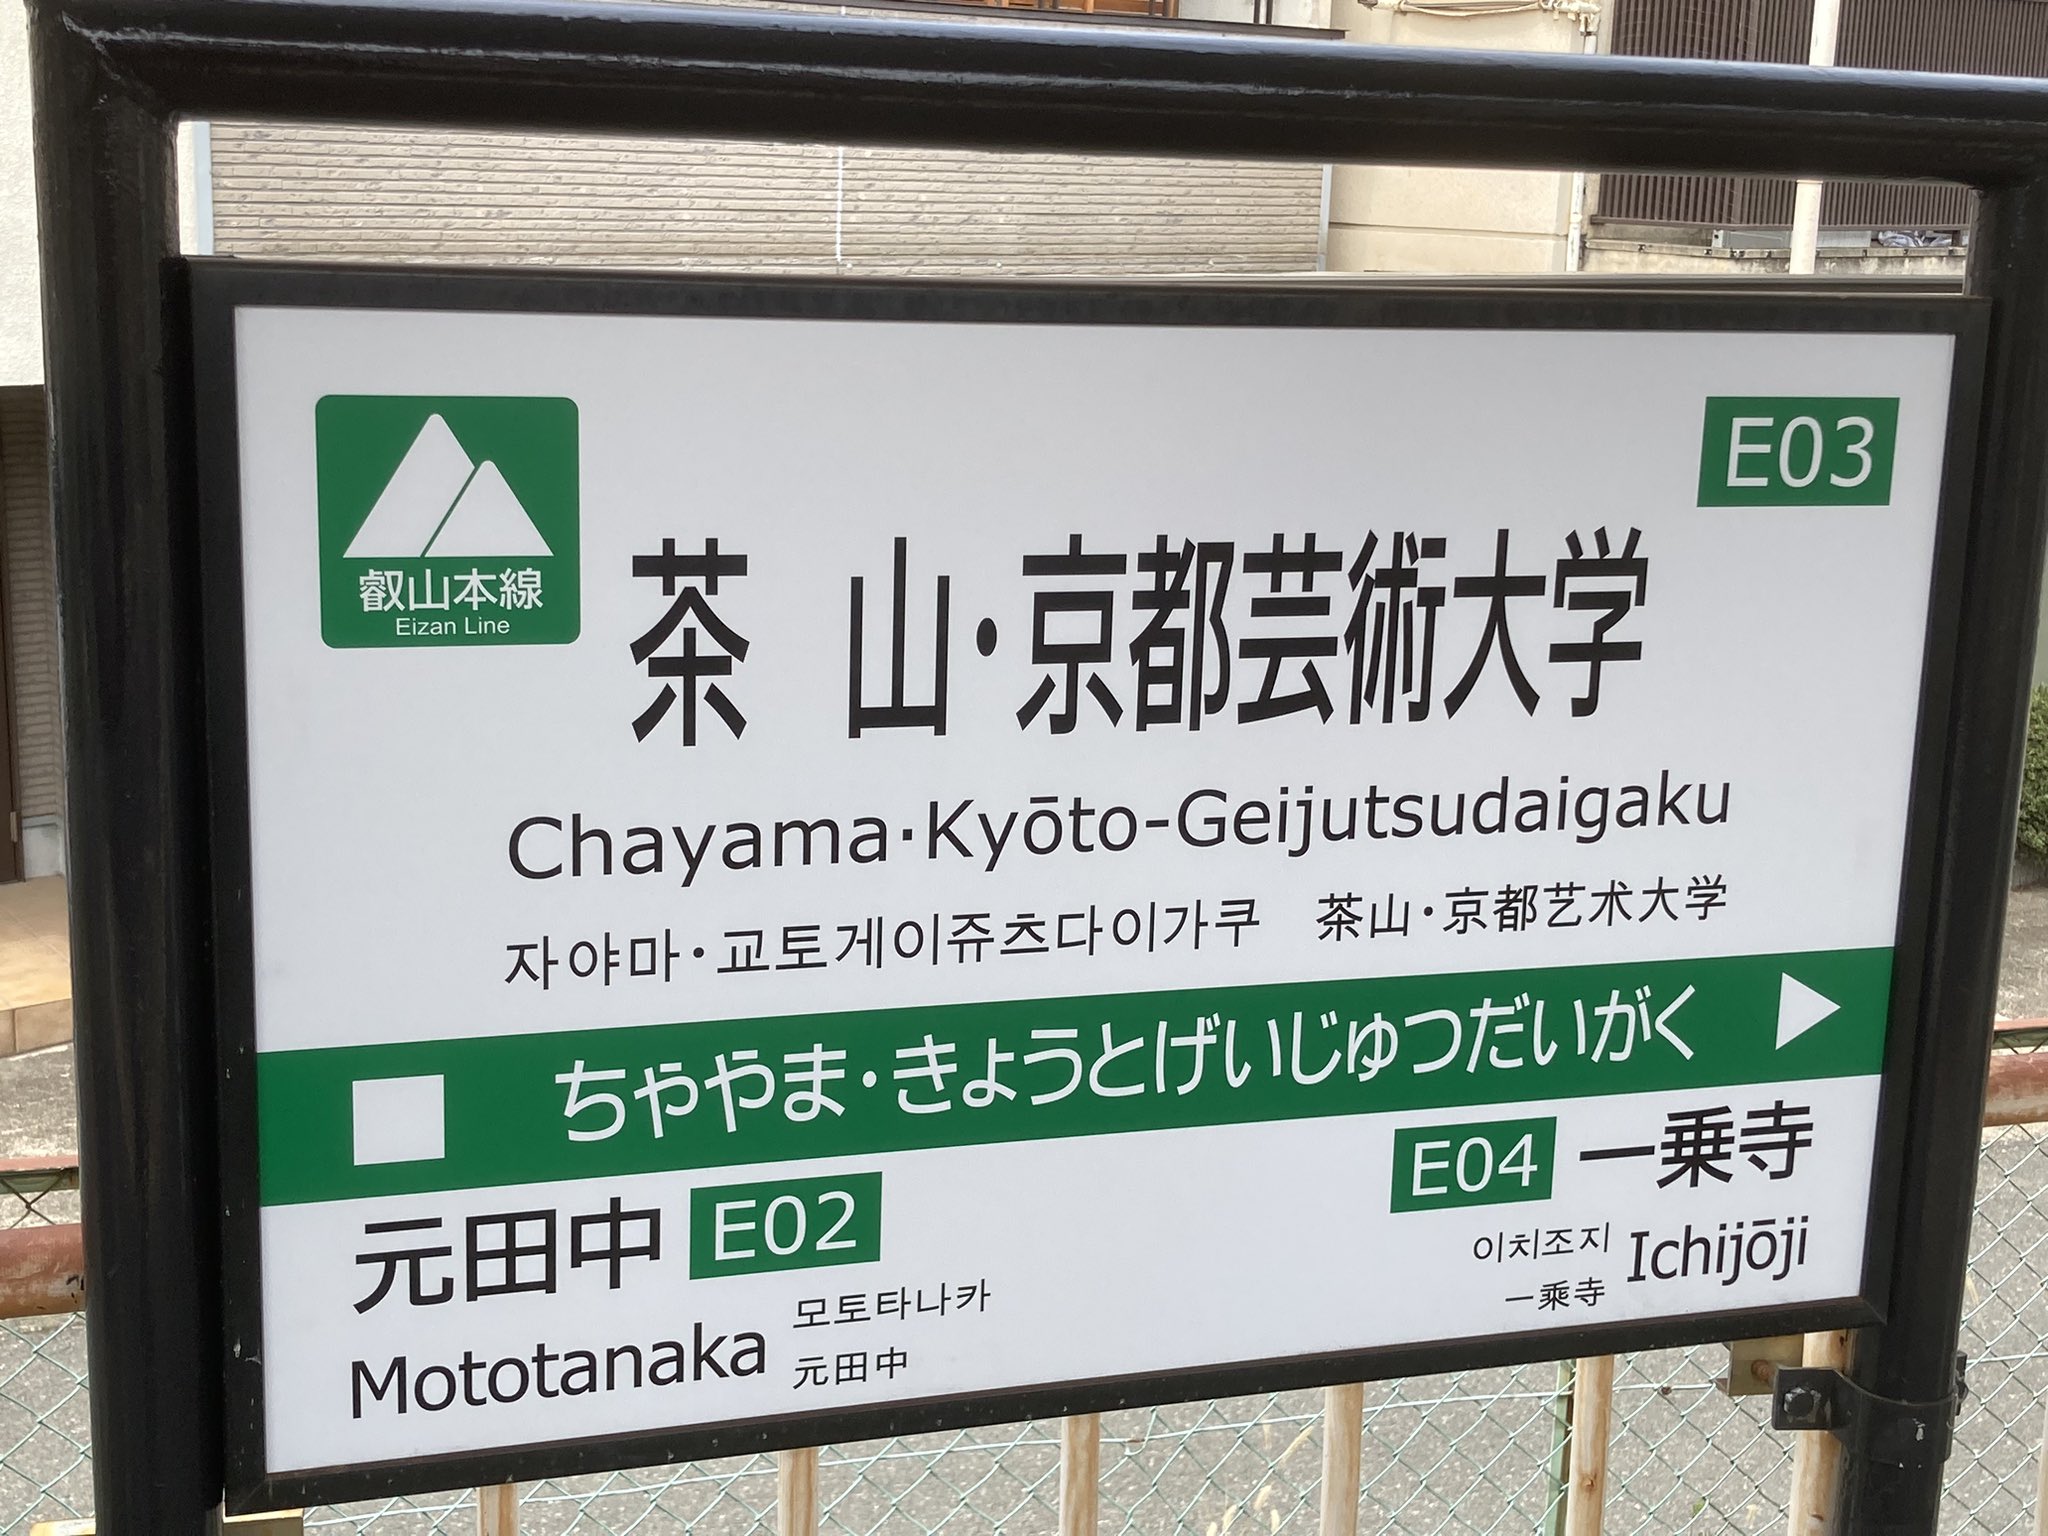 E03
叡山本線
Eizan Line
茶 山・京都芸術大学
Chayama・Kyōto-Geijutsudaigaku
자야마・교토게이쥬츠다이가쿠 茶山・京都艺术大学
ちゃやま・きょうとげいじゅつだいがく
元田中 E02
모토타나카
Mototanaka
元田中
E04 一乗寺
이치조지 Ichijōji
一乘寺